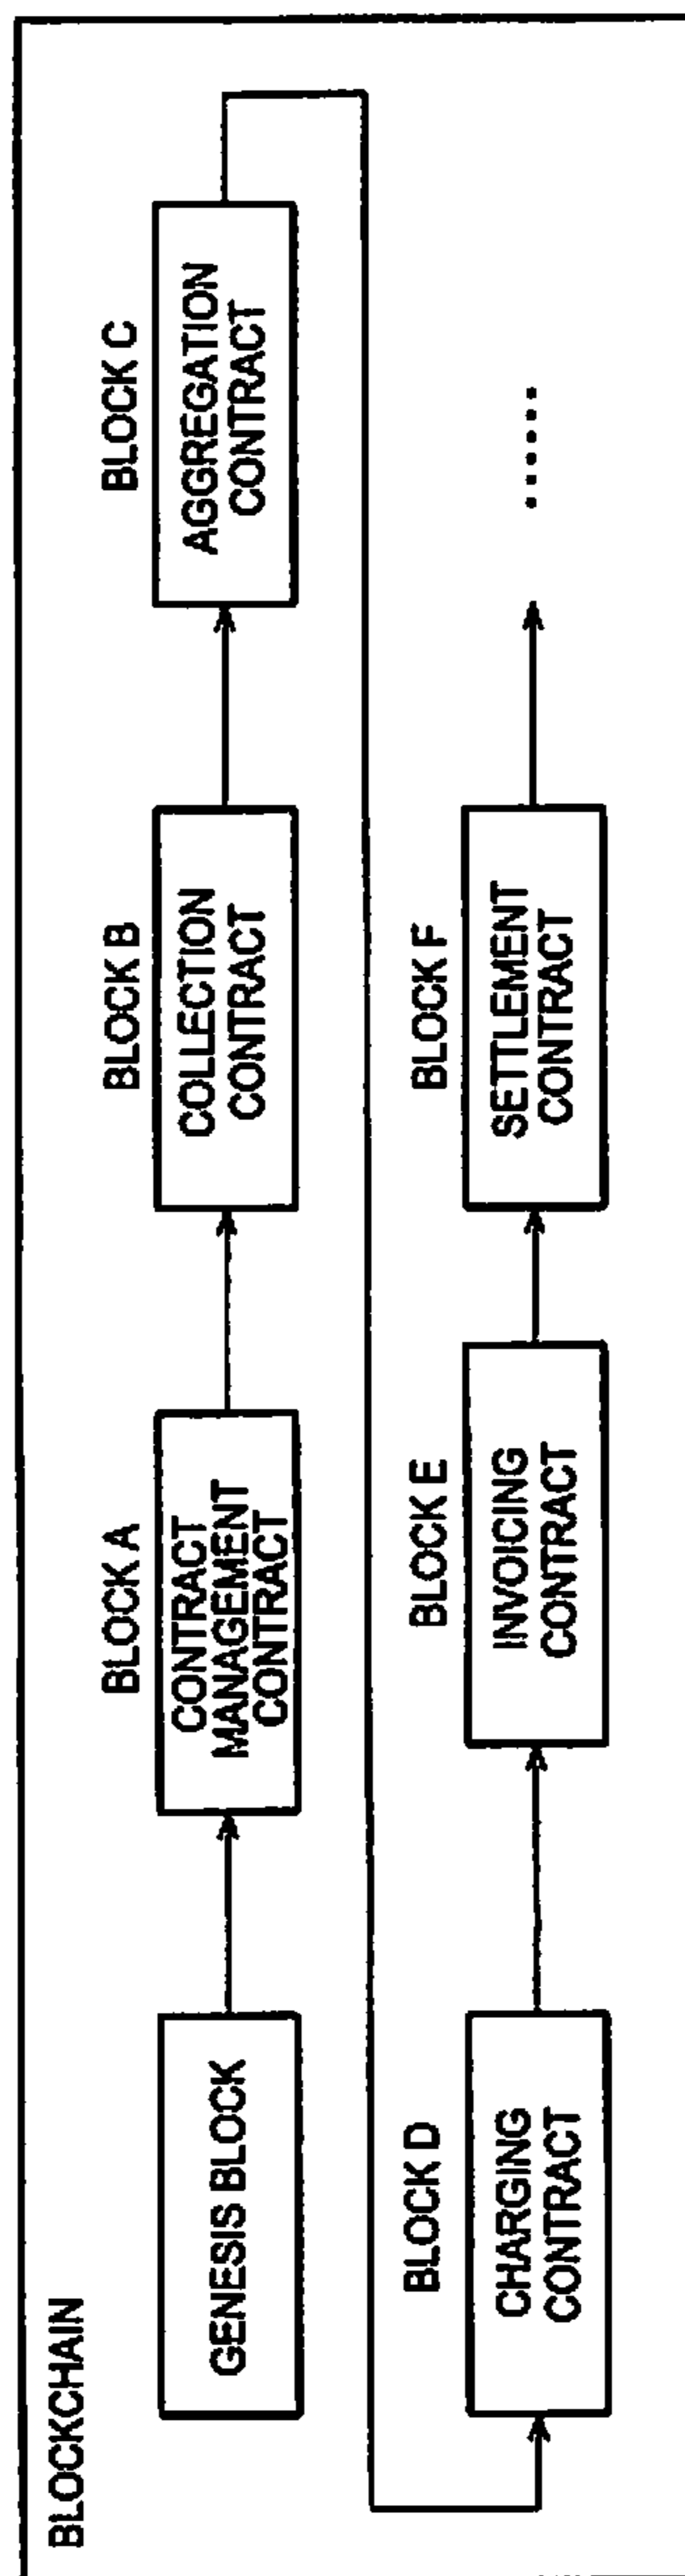 BLOCKCHAIN
GENESIS BLOCK
BLOCK A
CONTRACT
MANAGEMENT
CONTRACT
BLOCK B
COLLECTION
CONTRACT
BLOCK C
AGGREGATION
CONTRACT
BLOCK D
CHARGING
CONTRACT
BLOCK E
INVOICING
CONTRACT
BLOCK F
SETTLEMENT
CONTRACT
......